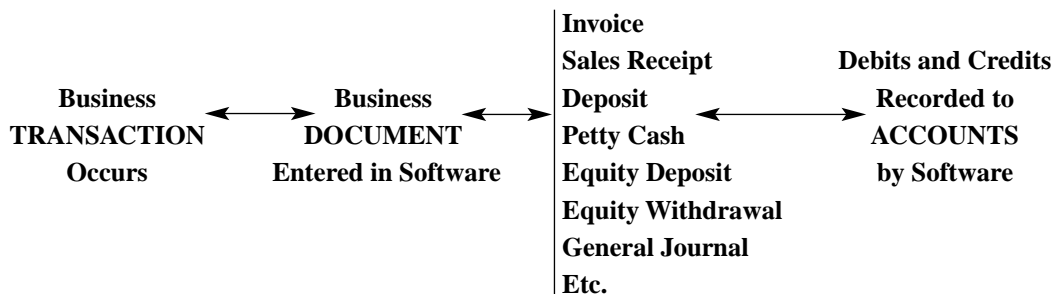 Business
TRANSACTION
Occurs
Business
DOCUMENT
Entered in Software
Invoice
Sales Receipt
Deposit
Petty Cash
Equity Deposit
Equity Withdrawal
General Journal
Etc.
Debits and Credits
Recorded to
ACCOUNTS
by Software